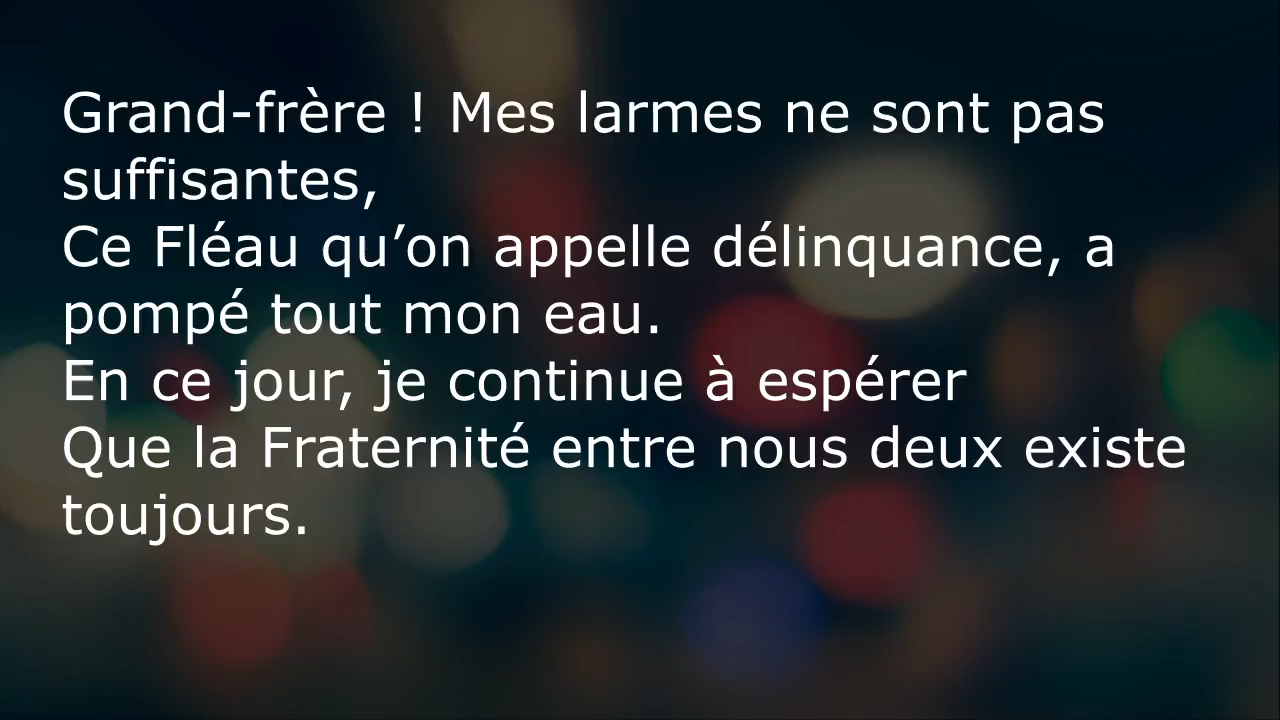 Grand-frère ! Mes larmes ne sont pas
suffisantes,
Ce Fléau qu’on appelle délinquance, a
pompé tout mon eau.
En ce jour, je continue à espérer
Que la Fraternité entre nous deux existe
toujours.